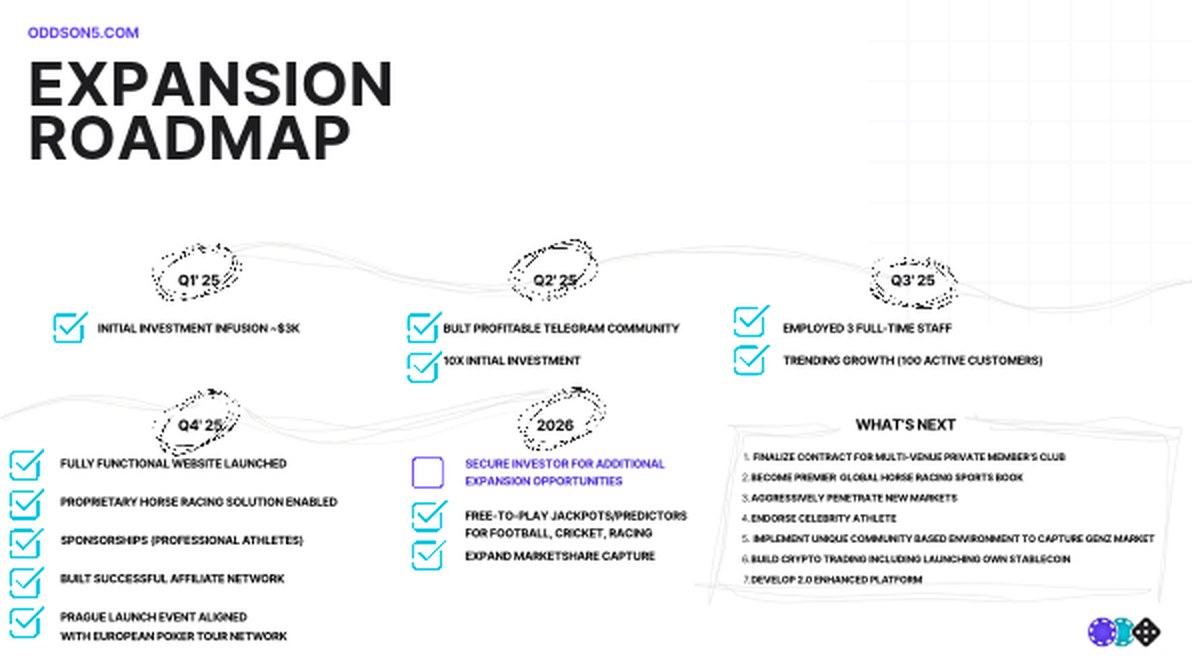 ODDSON5.COM
EXPANSION
ROADMAP
Q1' 25
INITIAL INVESTMENT INFUSION ~$3K
Q2' 25
BULT PROFITABLE TELEGRAM COMMUNITY
10X INITIAL INVESTMENT
Q3' 25
EMPLOYED 3 FULL-TIME STAFF
TRENDING GROWTH (100 ACTIVE CUSTOMERS)
Q4' 25
FULLY FUNCTIONAL WEBSITE LAUNCHED
PROPRIETARY HORSE RACING SOLUTION ENABLED
SPONSORSHIPS (PROFESSIONAL ATHLETES)
BUILT SUCCESSFUL AFFILIATE NETWORK
PRAGUE LAUNCH EVENT ALIGNED
WITH EUROPEAN POKER TOUR NETWORK
2026
SECURE INVESTOR FOR ADDITIONAL
EXPANSION OPPORTUNITIES
FREE-TO-PLAY JACKPOTS/PREDICTORS
FOR FOOTBALL, CRICKET, RACING
EXPAND MARKETSHARE CAPTURE
WHAT'S NEXT
1. FINALIZE CONTRACT FOR MULTI-VENUE PRIVATE MEMBER'S CLUB
2. BECOME PREMIER GLOBAL HORSE RACING SPORTS BOOK
3. AGGRESSIVELY PENETRATE NEW MARKETS
4. ENDORSE CELEBRITY ATHLETE
5. IMPLEMENT UNIQUE COMMUNITY BASED ENVIRONMENT TO CAPTURE GENZ MARKET
6. BUILD CRYPTO TRADING INCLUDING LAUNCHING OWN STABLECOIN
7. DEVELOP 2.0 ENHANCED PLATFORM